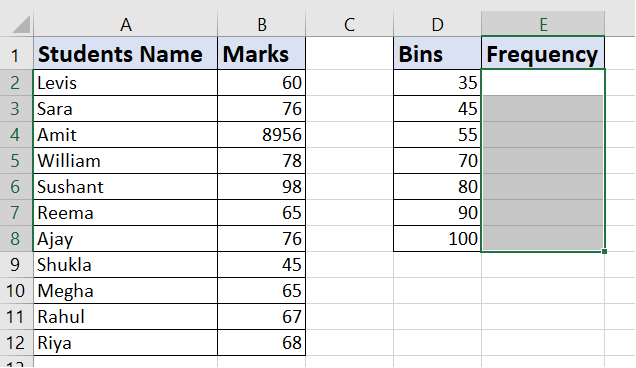 A B C D E
1 Students Name Marks Bins Frequency
2 Levis 60 35
3 Sara 76 45
4 Amit 8956 55
5 William 78 70
6 Sushant 98 80
7 Reema 65 90
8 Ajay 76 100
9 Shukla 45
10 Megha 65
11 Rahul 67
12 Riya 68